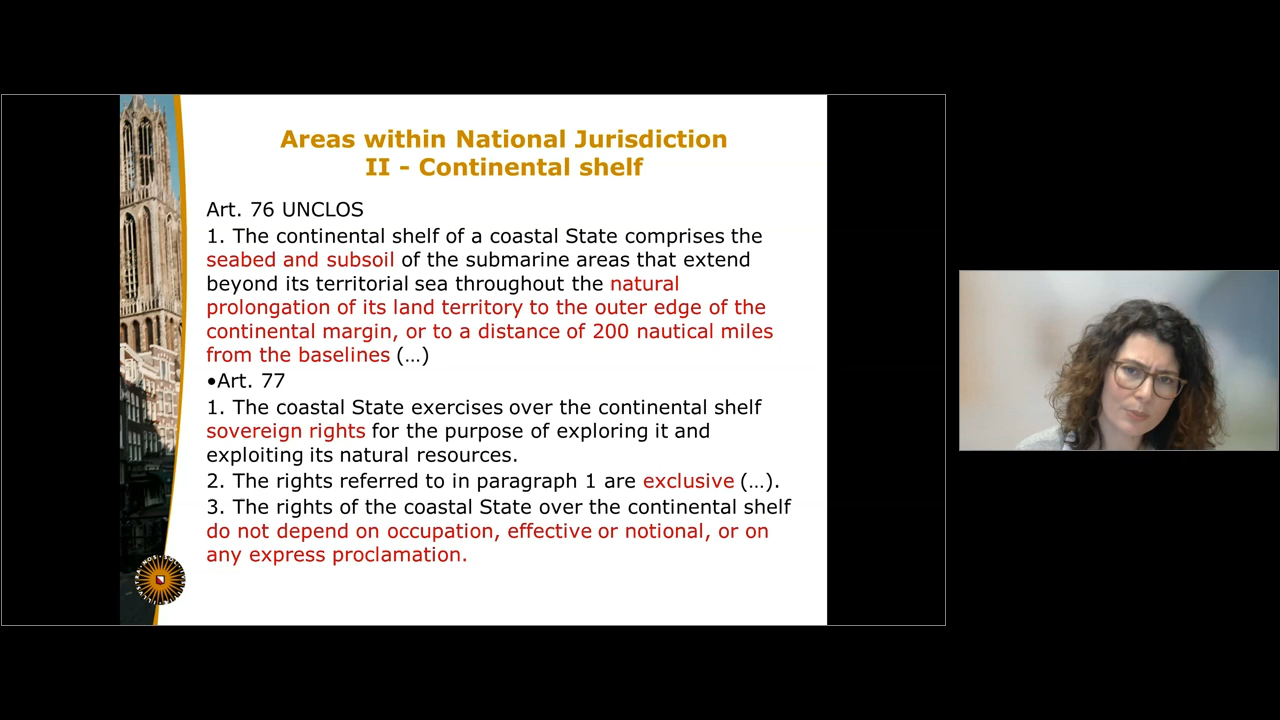 Areas within National Jurisdiction
II - Continental shelf
Art. 76 UNCLOS
1. The continental shelf of a coastal State comprises the
seabed and subsoil of the submarine areas that extend
beyond its territorial sea throughout the natural
prolongation of its land territory to the outer edge of the
continental margin, or to a distance of 200 nautical miles
from the baselines (…)
•Art. 77
1. The coastal State exercises over the continental shelf
sovereign rights for the purpose of exploring it and
exploiting its natural resources.
2. The rights referred to in paragraph 1 are exclusive (…).
3. The rights of the coastal State over the continental shelf
do not depend on occupation, effective or notional, or on
any express proclamation.